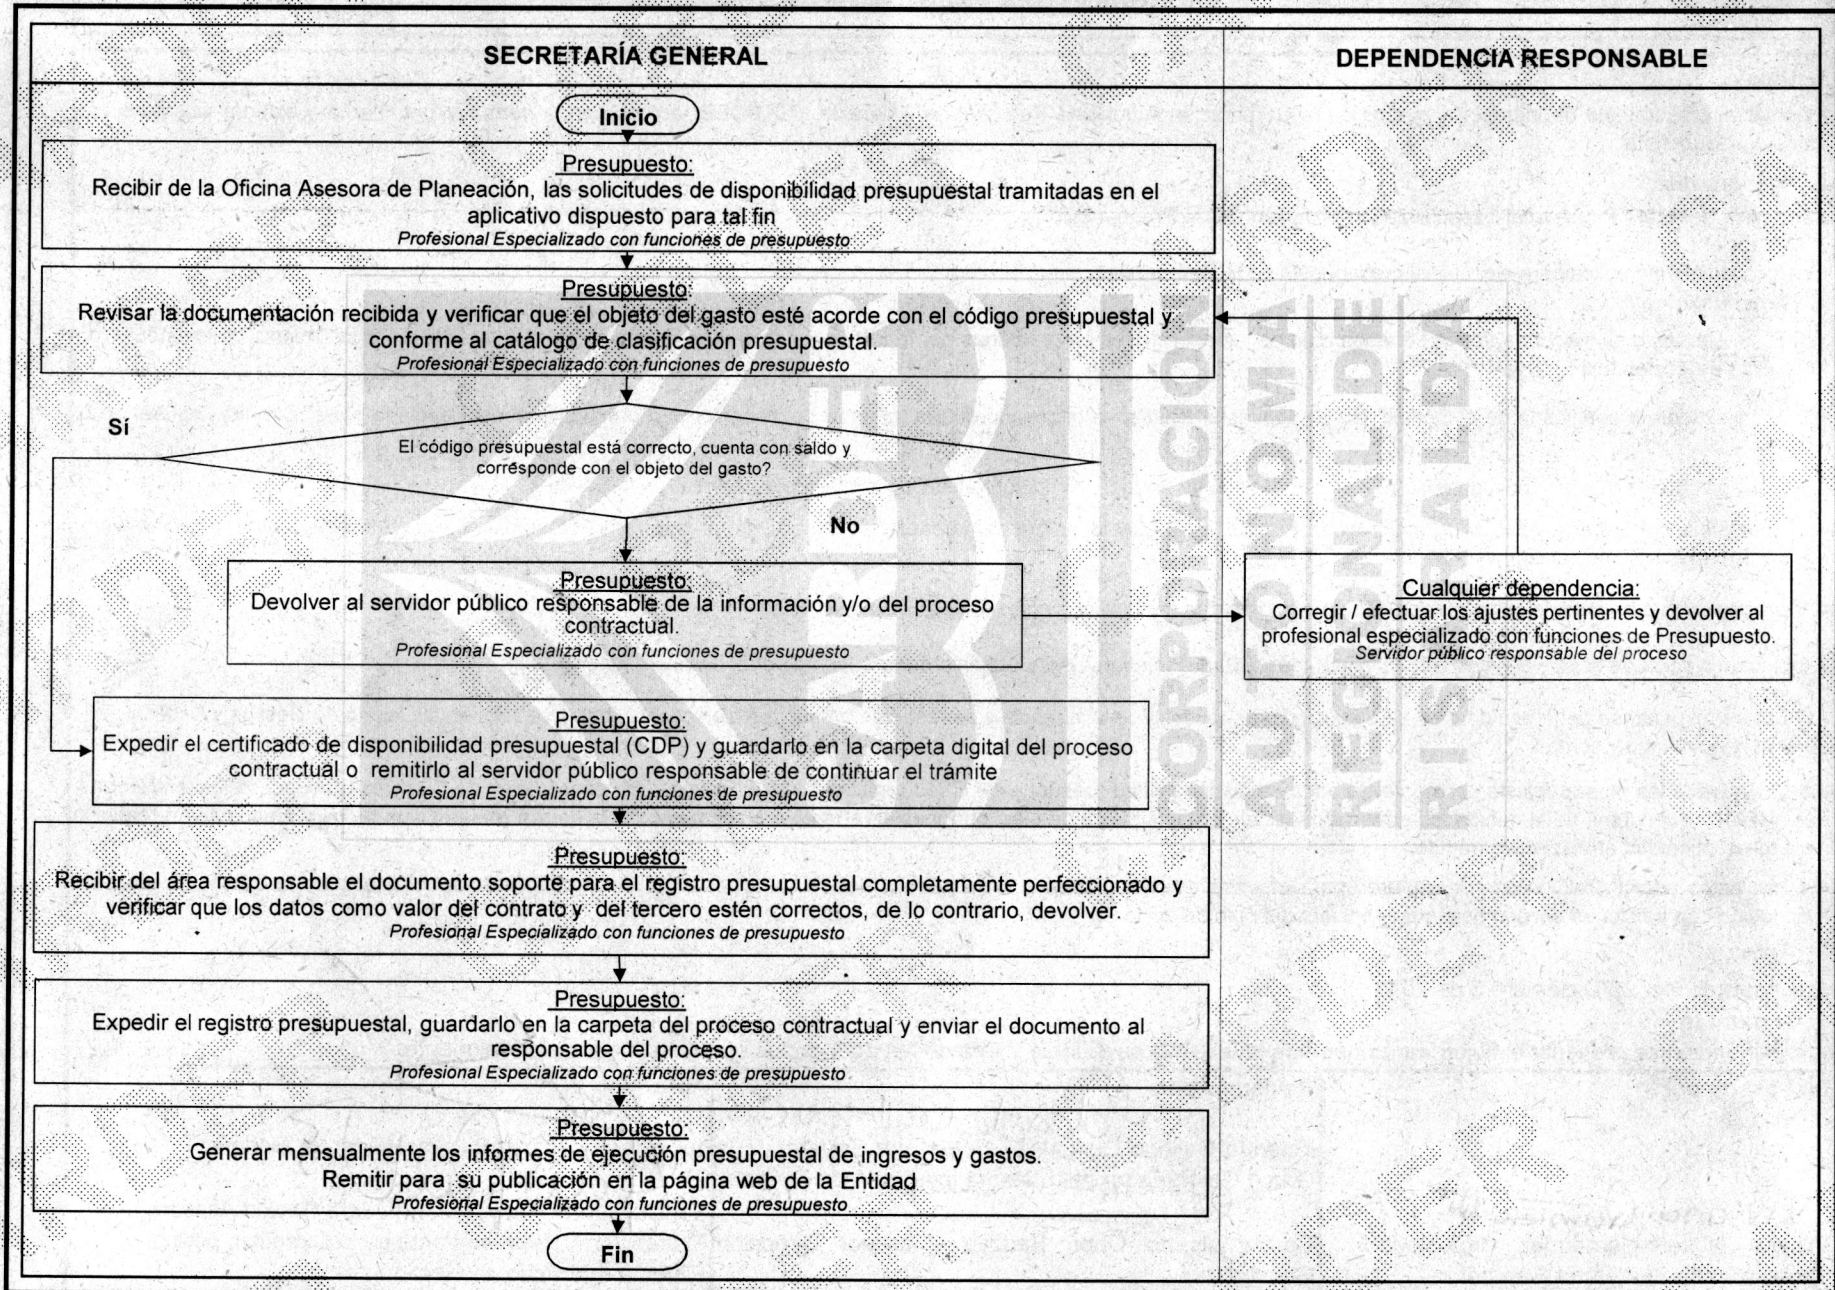 SECRETARÍA GENERAL
DEPENDENCIA RESPONSABLE
Inicio
Presupuesto:
Recibir de la Oficina Asesora de Planeación, las solicitudes de disponibilidad presupuestal tramitadas en el
aplicativo dispuesto para tal fin
Profesional Especializado con funciones de presupuesto
Presupuesto:
Revisar la documentación recibida y verificar que el objeto del gasto esté acorde con el código presupuestal y
conforme al catálogo de clasificación presupuestal.
Profesional Especializado con funciones de presupuesto
Sí
El código presupuestal está correcto, cuenta con saldo y
corresponde con el objeto del gasto?
No
Presupuesto:
Devolver al servidor público responsable de la información y/o del proceso
contractual.
Profesional Especializado con funciones de presupuesto
Cualquier dependencia:
Corregir / efectuar los ajustes pertinentes y devolver al
profesional especializado con funciones de Presupuesto.
Servidor público responsable del proceso
Presupuesto:
Expedir el certificado de disponibilidad presupuestal (CDP) y guardarlo en la carpeta digital del proceso
contractual o remitirlo al servidor público responsable de continuar el trámite
Profesional Especializado con funciones de presupuesto
Presupuesto:
Recibir del área responsable el documento soporte para el registro presupuestal completamente perfeccionado y
verificar que los datos como valor del contrato y del tercero estén correctos, de lo contrario, devolver.
Profesional Especializado con funciones de presupuesto
Presupuesto:
Expedir el registro presupuestal, guardarlo en la carpeta del proceso contractual y enviar el documento al
responsable del proceso.
Profesional Especializado con funciones de presupuesto
Presupuesto:
Generar mensualmente los informes de ejecución presupuestal de ingresos y gastos.
Remitir para su publicación en la página web de la Entidad
Profesional Especializado con funciones de presupuesto
Fin
CARDER
CORPORACIÓN
AUTÓNOMA
REGIONAL DE
RISARALDA